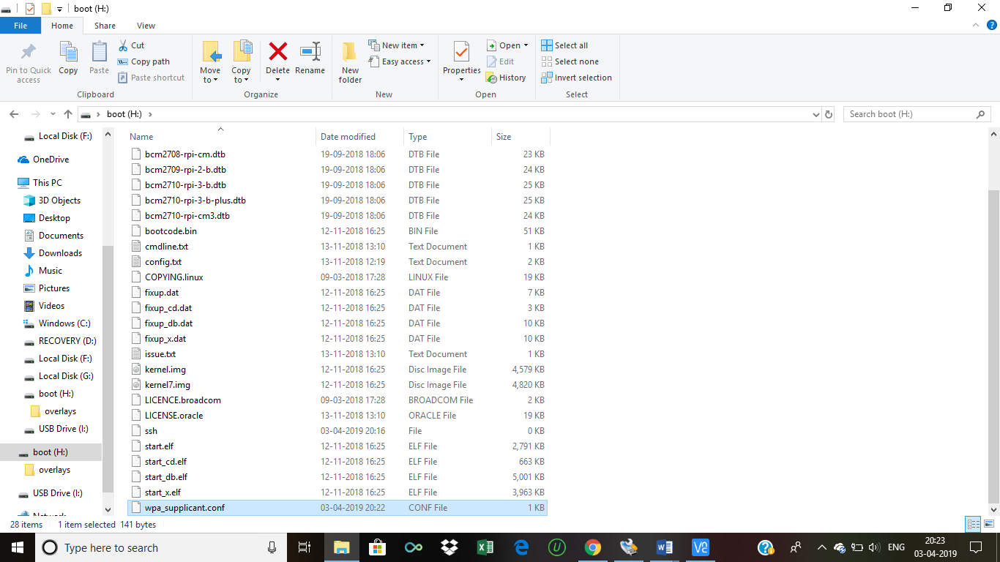 boot (H:)
File Home Share View
Pin to Quick access
Copy
Paste
Cut
Copy path
Paste shortcut
Clipboard
Move to
Copy to
Delete
Rename
Organize
New folder
New item
Easy access
New
Properties
Open
Edit
History
Open
Select all
Select none
Invert selection
Select
boot (H:)
Search boot (H:)
Local Disk (F:)
OneDrive
This PC
3D Objects
Desktop
Documents
Downloads
Music
Pictures
Videos
Windows (C:)
RECOVERY (D:)
Local Disk (F:)
Local Disk (G:)
boot (H:)
overlays
USB Drive (I:)
boot (H:)
overlays
USB Drive (I:)
Network
Name Date modified Type Size
bcm2708-rpi-cm.dtb 19-09-2018 18:06 DTB File 23 KB
bcm2709-rpi-2-b.dtb 19-09-2018 18:06 DTB File 24 KB
bcm2710-rpi-3-b.dtb 19-09-2018 18:06 DTB File 25 KB
bcm2710-rpi-3-b-plus.dtb 19-09-2018 18:06 DTB File 25 KB
bcm2710-rpi-cm3.dtb 19-09-2018 18:06 DTB File 24 KB
bootcode.bin 12-11-2018 16:25 BIN File 51 KB
cmdline.txt 13-11-2018 13:10 Text Document 1 KB
config.txt 13-11-2018 12:19 Text Document 2 KB
COPYING.linux 09-03-2018 17:28 LINUX File 19 KB
fixup.dat 12-11-2018 16:25 DAT File 7 KB
fixup_cd.dat 12-11-2018 16:25 DAT File 3 KB
fixup_db.dat 12-11-2018 16:25 DAT File 10 KB
fixup_x.dat 12-11-2018 16:25 DAT File 10 KB
issue.txt 13-11-2018 13:10 Text Document 1 KB
kernel.img 12-11-2018 16:25 Disc Image File 4,579 KB
kernel7.img 12-11-2018 16:25 Disc Image File 4,820 KB
LICENCE.broadcom 09-03-2018 17:28 BROADCOM File 2 KB
LICENSE.oracle 13-11-2018 13:10 ORACLE File 19 KB
ssh 03-04-2019 20:16 File 0 KB
start.elf 12-11-2018 16:25 ELF File 2,791 KB
start_cd.elf 12-11-2018 16:25 ELF File 663 KB
start_db.elf 12-11-2018 16:25 ELF File 5,001 KB
start_x.elf 12-11-2018 16:25 ELF File 3,963 KB
wpa_supplicant.conf 03-04-2019 20:22 CONF File 1 KB
28 items 1 item selected 141 bytes
Type here to search
ENG
20:23
03-04-2019